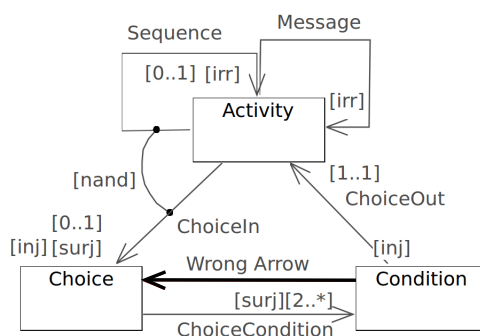 Message
Sequence
[0..1] [irr]
[irr]
Activity
[nand]
[1..1]
ChoiceOut
[0..1]
ChoiceIn
[inj] [surj]
[inj]
Wrong Arrow
Choice
Condition
[surj][2..*]
ChoiceCondition